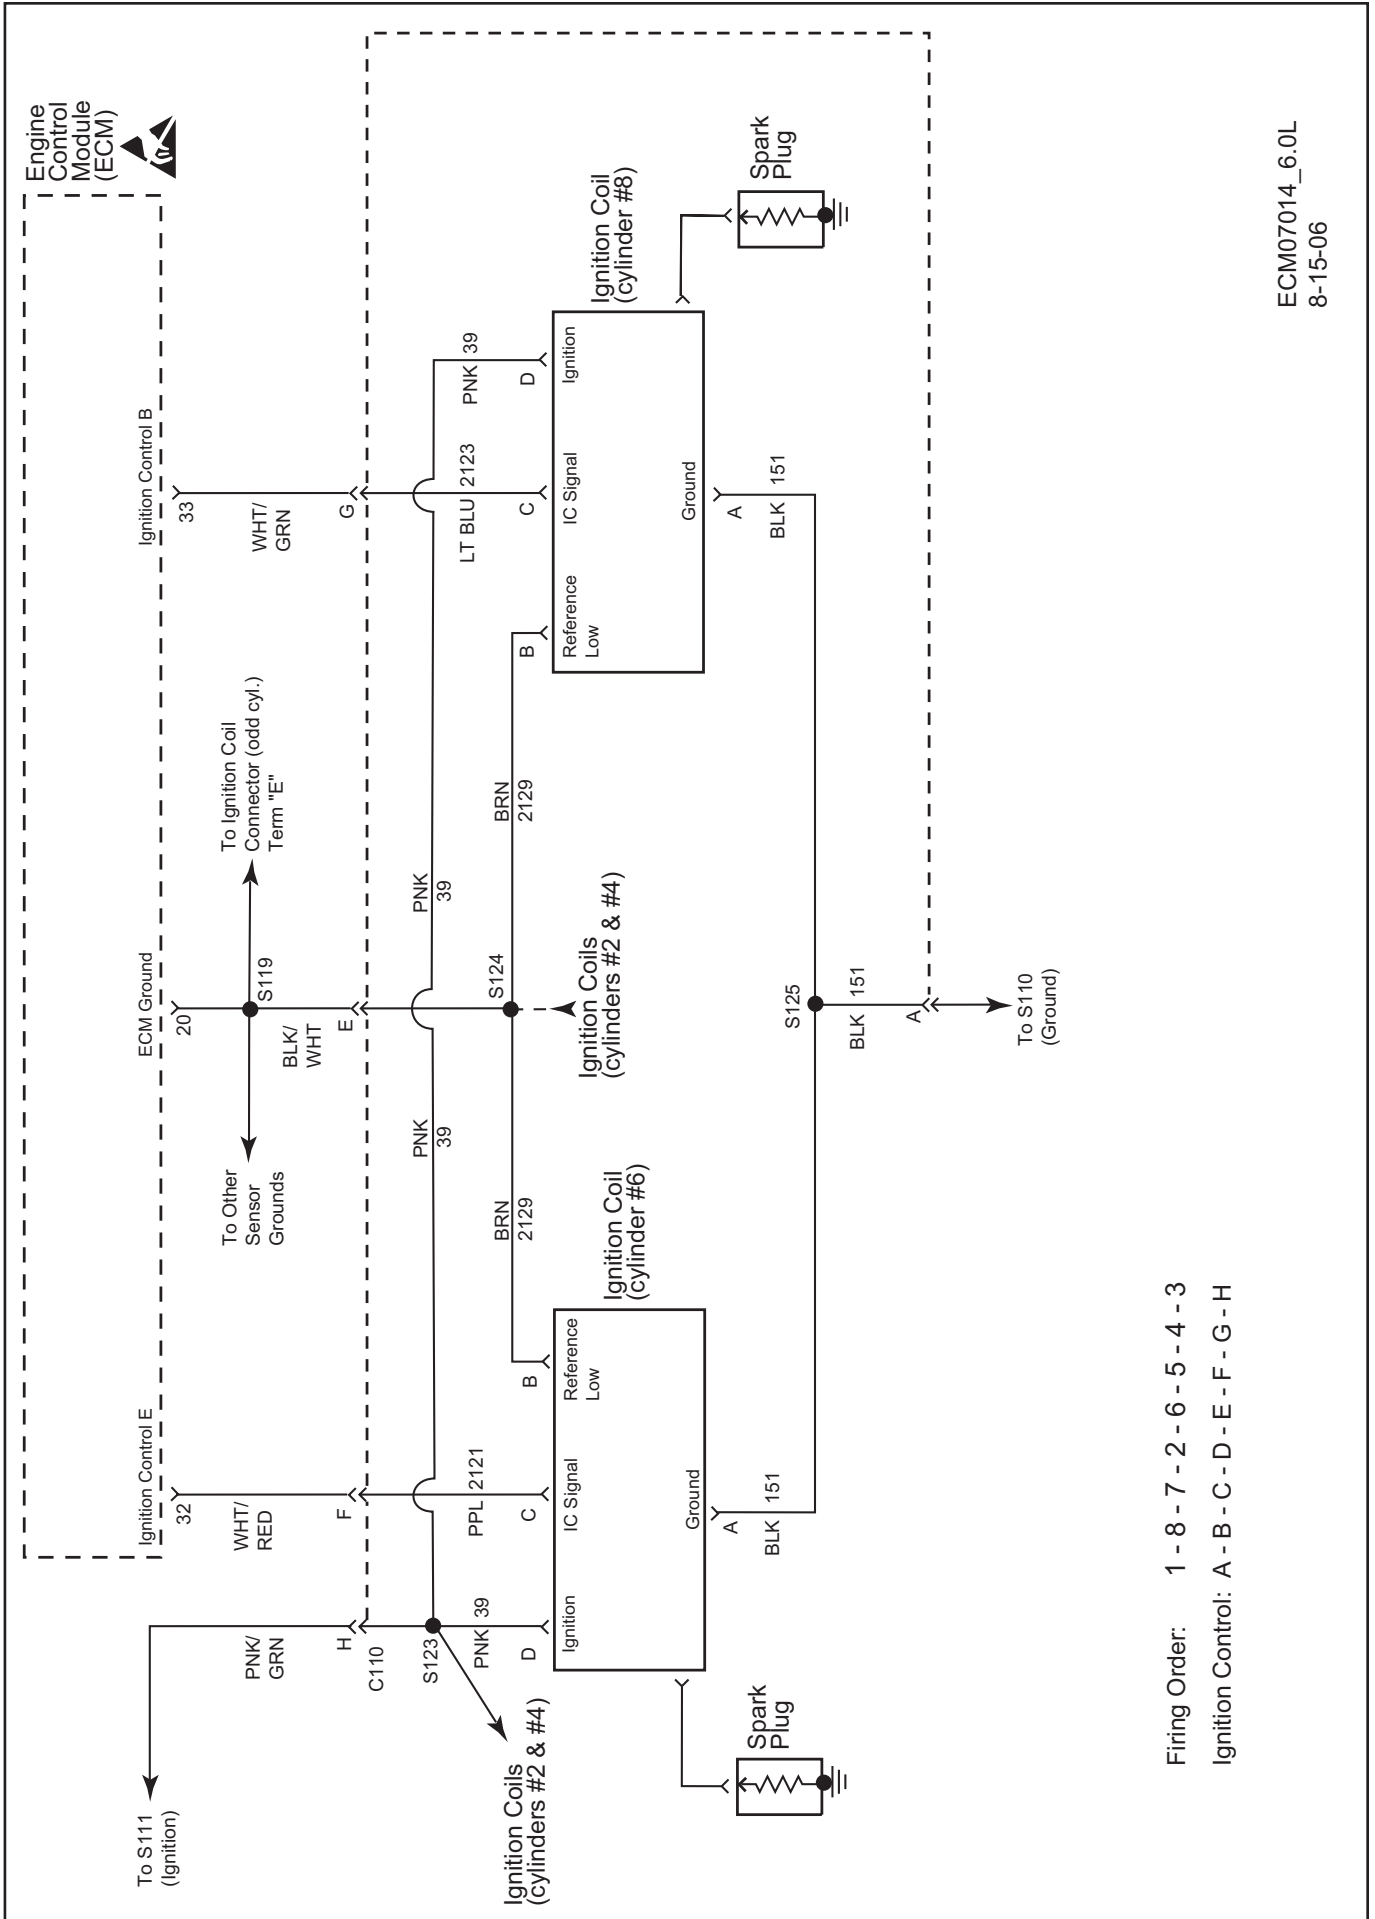 Engine
Control
Module
(ECM)
Ignition Control E
ECM Ground
Ignition Control B
32
20
33
To S111
(Ignition)
PNK/
GRN
WHT/
RED
To Other
Sensor
Grounds
BLK/
WHT
S119
To Ignition Coil
Connector (odd cyl.)
Term "E"
WHT/
GRN
H
F
E
G
C110
S123
PNK 39
PPL 2121
PNK
39
PNK
39
LT BLU 2123
PNK 39
Ignition Coils
(cylinders #2 & #4)
D
C
B
BRN
2129
S124
BRN
2129
B
C
D
Ignition
IC Signal
Reference
Low
Ignition Coil
(cylinder #6)
Ignition Coils
(cylinders #2 & #4)
Reference
Low
IC Signal
Ignition
Ignition Coil
(cylinder #8)
Ground
Ground
Spark
Plug
A
BLK 151
S125
A
BLK 151
Spark
Plug
BLK 151
A
To S110
(Ground)
Firing Order: 1 - 8 - 7 - 2 - 6 - 5 - 4 - 3
Ignition Control: A - B - C - D - E - F - G - H
ECM07014_6.0L
8-15-06